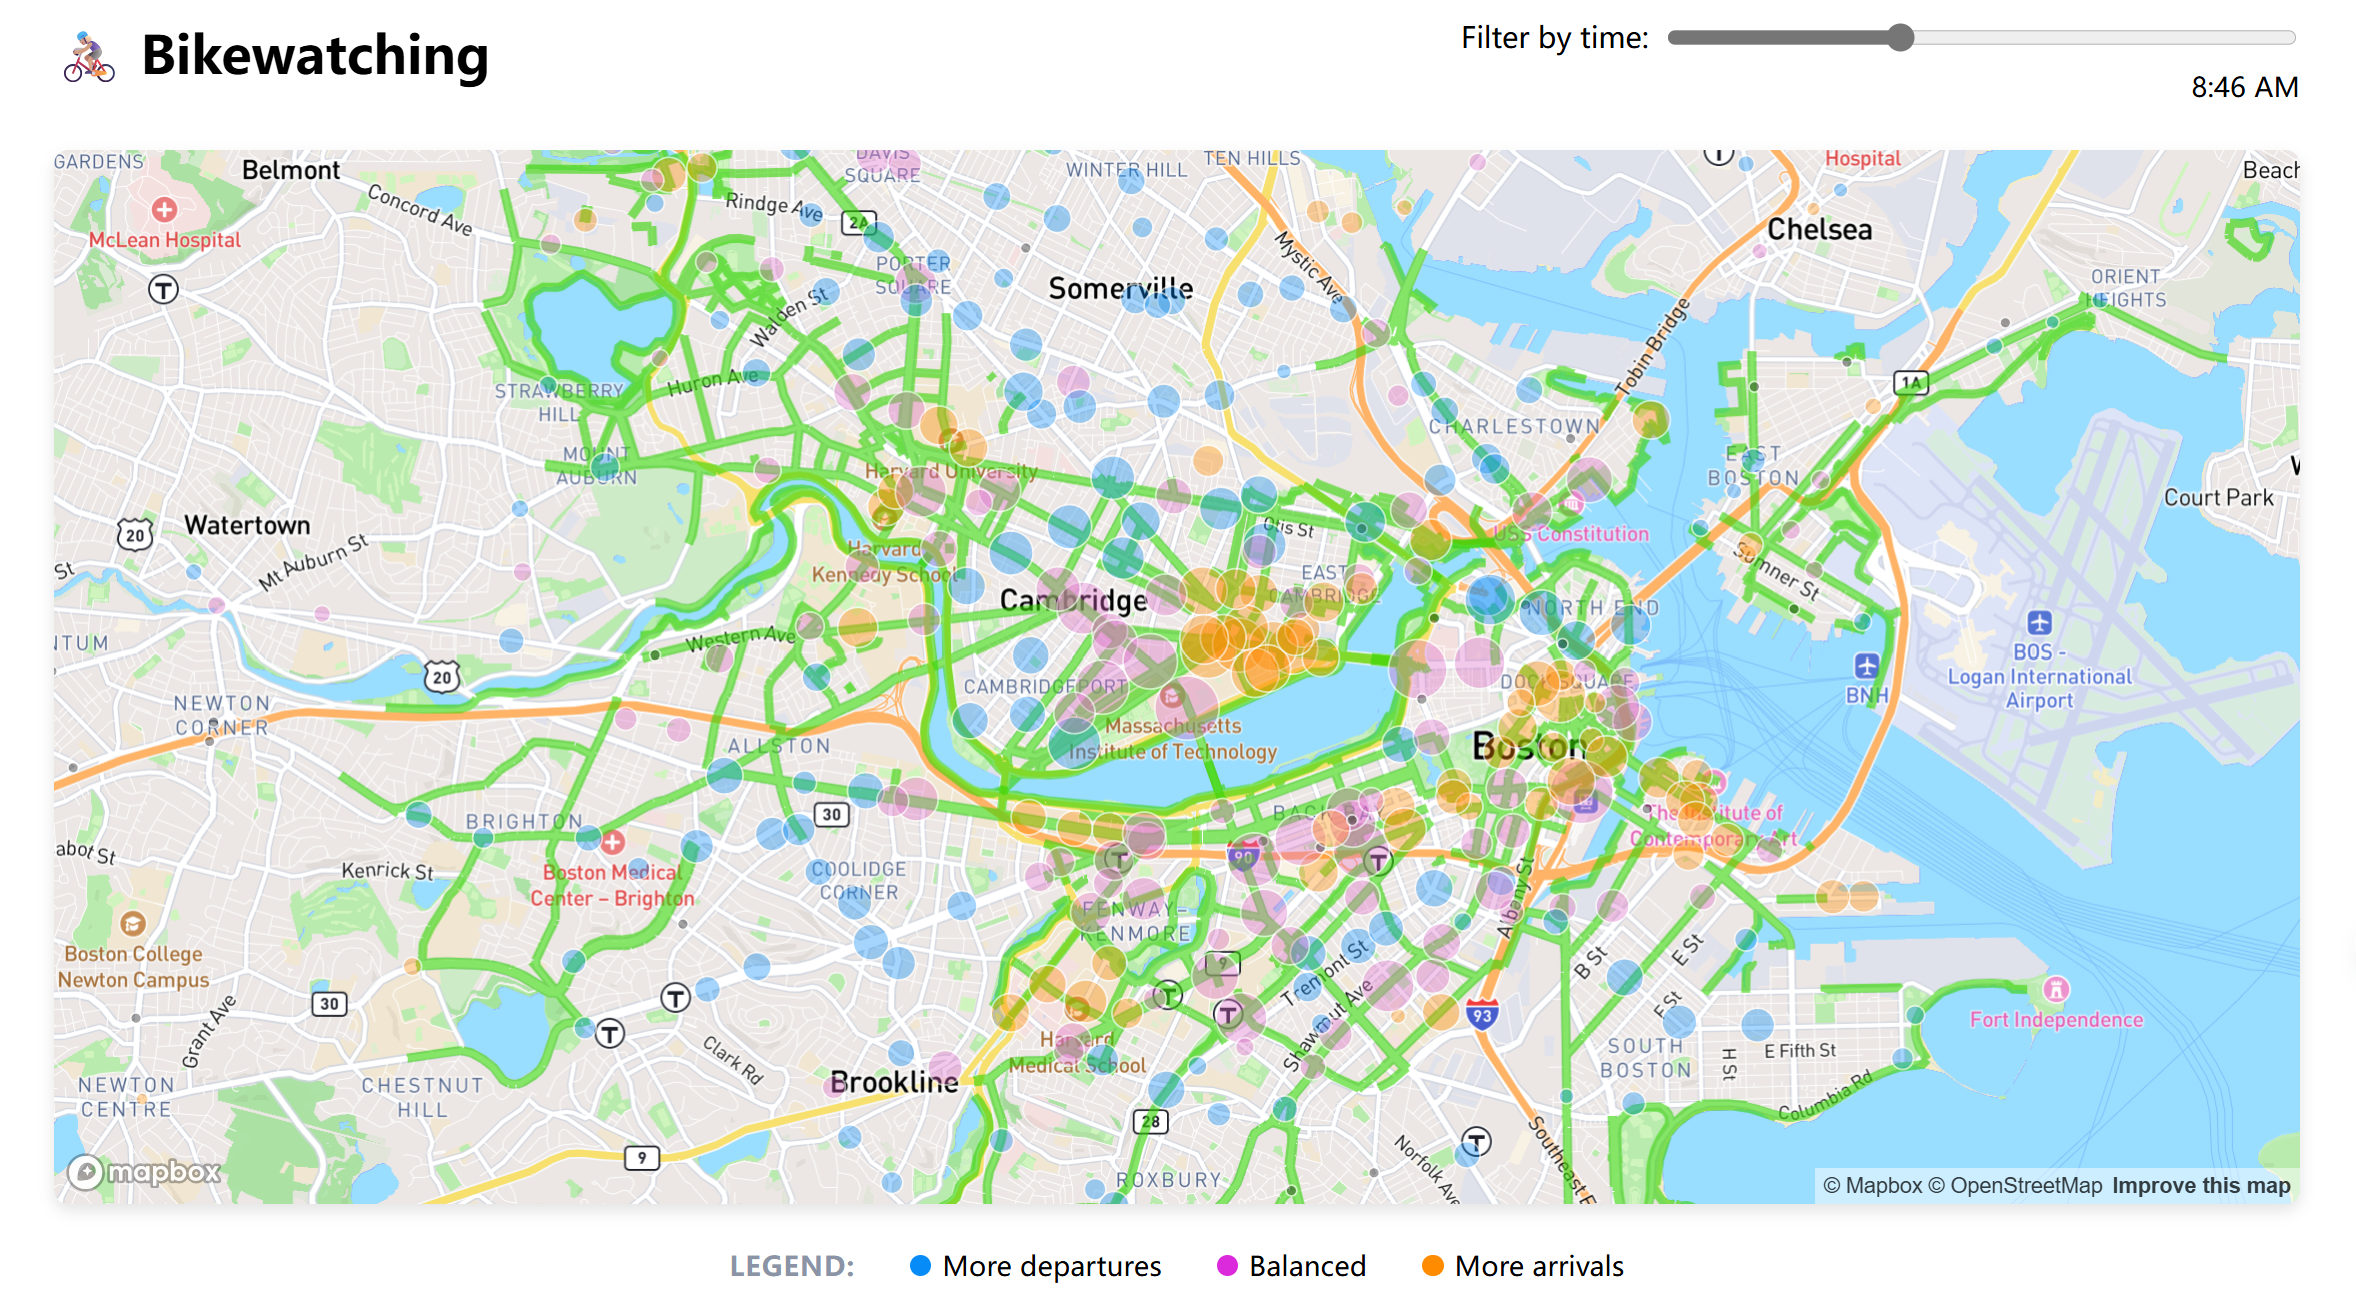 Bikewatching
Filter by time:
8:46 AM
GARDENS
Belmont
Concord Ave
McLean Hospital
Rindge Ave
2A
DAVIS
SQUARE
WINTER HILL
TEN HILLS
Hospital
Beach
Chelsea
Mystic Ave
PORTER
SQUARE
Somerville
Walden St
Tobin Bridge
ORIENT
HEIGHTS
1A
STRAWBERRY
HILL
Huron Ave
MOUNT
AUBURN
Harvard University
CHARLESTOWN
EAST
BOSTON
Court Park
20
Watertown
Mt Auburn St
St
Otis St
USS Constitution
Harvard
Kennedy School
EAST
CAMBRIDGE
Sumner St
Cambridge
NORTH END
Western Ave
NTUM
20
BOS -
Logan International
Airport
BNH
NEWTON
CORNER
CAMBRIDGEPORT
Massachusetts
Institute of Technology
DOCK SQUARE
Boston
ALLSTON
30
BACK BAY
The Institute of
Contemporary Art
BRIGHTON
abot St
Kenrick St
Boston Medical
Center – Brighton
COOLIDGE
CORNER
90
Albany St
FENWAY-
KENMORE
Boston College
Newton Campus
9
Tremont St
B St
E St
F St
30
Grant Ave
93
Fort Independence
Clark Rd
Harvard
Medical School
Shawmut Ave
SOUTH
BOSTON
H St
E Fifth St
NEWTON
CENTRE
CHESTNUT
HILL
Brookline
28
Columbia Rd
9
Norfolk Ave
Southeast E
ROXBURY
mapbox
© Mapbox © OpenStreetMap Improve this map
LEGEND:
More departures
Balanced
More arrivals